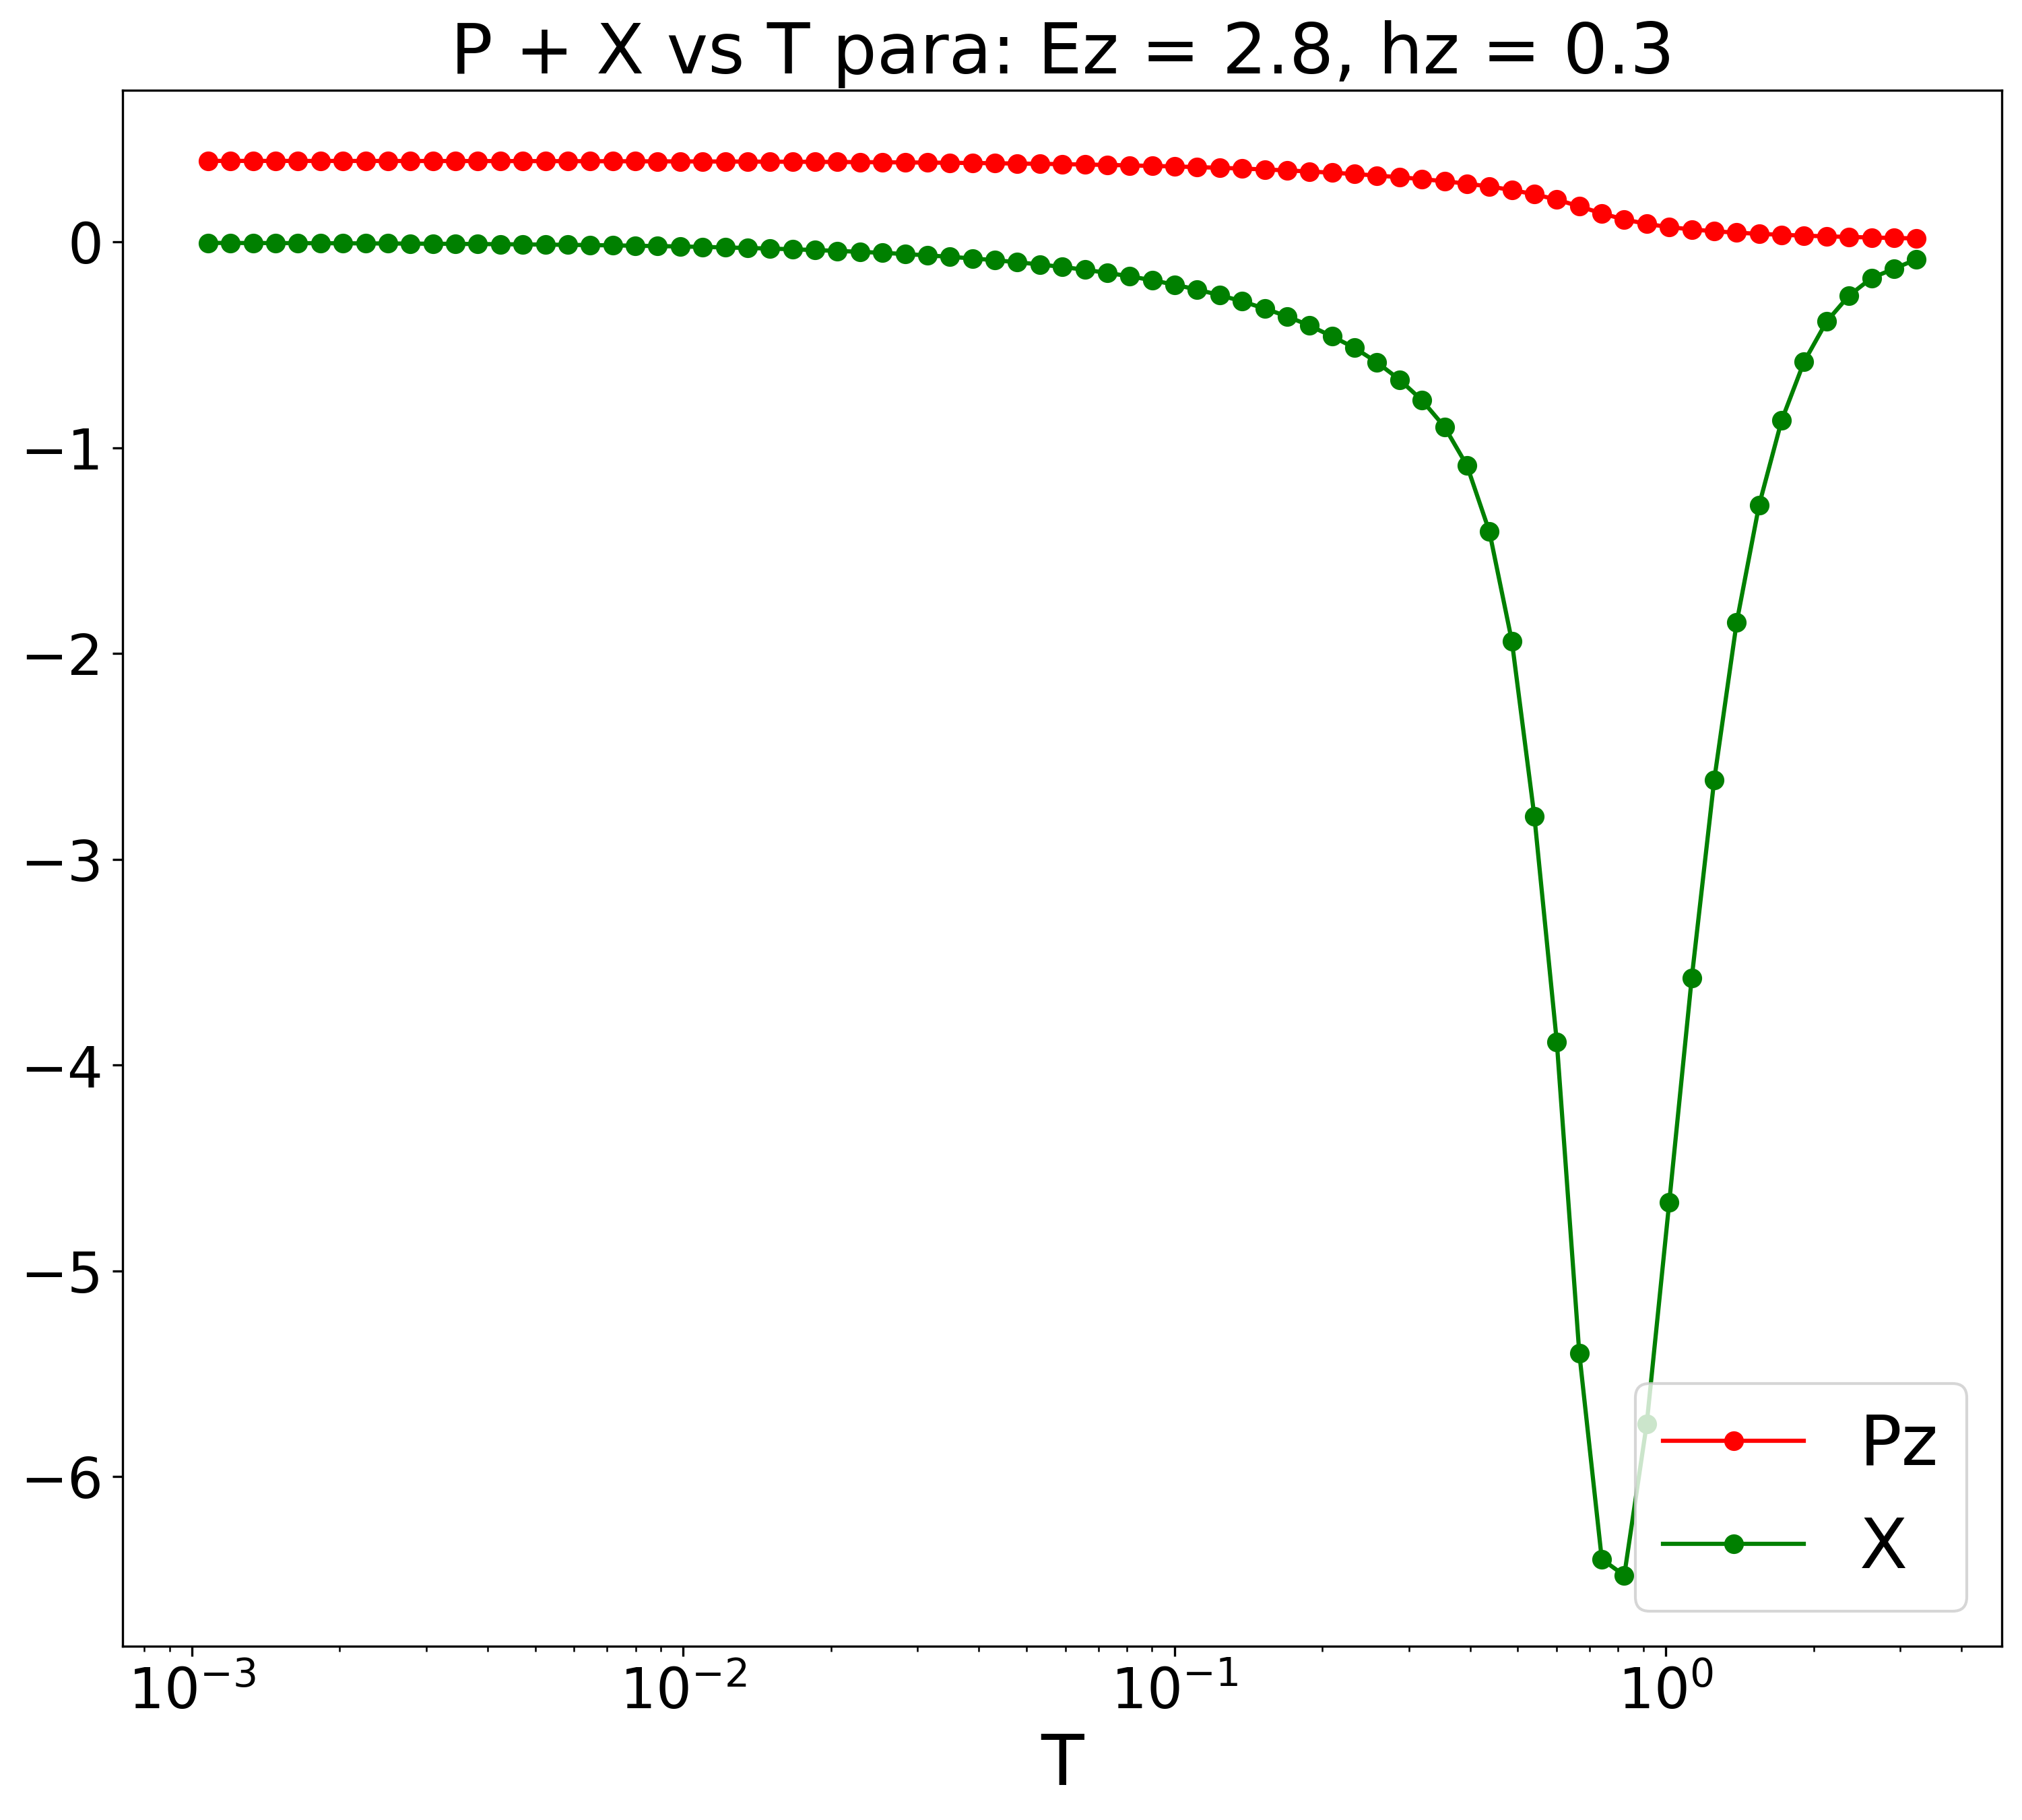 P + X vs T para: Ez = 2.8, hz = 0.3
0
−1
−2
−3
−4
−5
−6
Pz
X
10⁻³ 10⁻² 10⁻¹ 10⁰
T